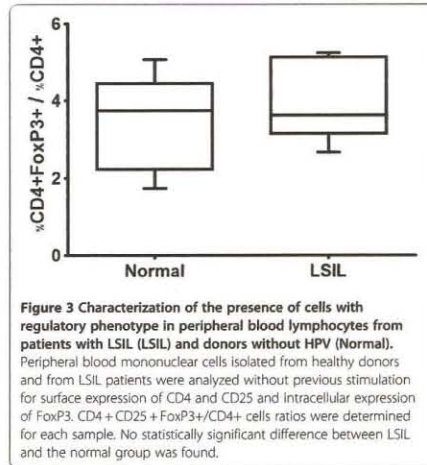 %CD4+FoxP3+ / %CD4+
6
4
2
0
Normal
LSIL
Figure 3 Characterization of the presence of cells with
regulatory phenotype in peripheral blood lymphocytes from
patients with LSIL (LSIL) and donors without HPV (Normal).
Peripheral blood mononuclear cells isolated from healthy donors
and from LSIL patients were analyzed without previous stimulation
for surface expression of CD4 and CD25 and intracellular expression
of FoxP3. CD4 + CD25 + FoxP3+/CD4+ cells ratios were determined
for each sample. No statistically significant difference between LSIL
and the normal group was found.